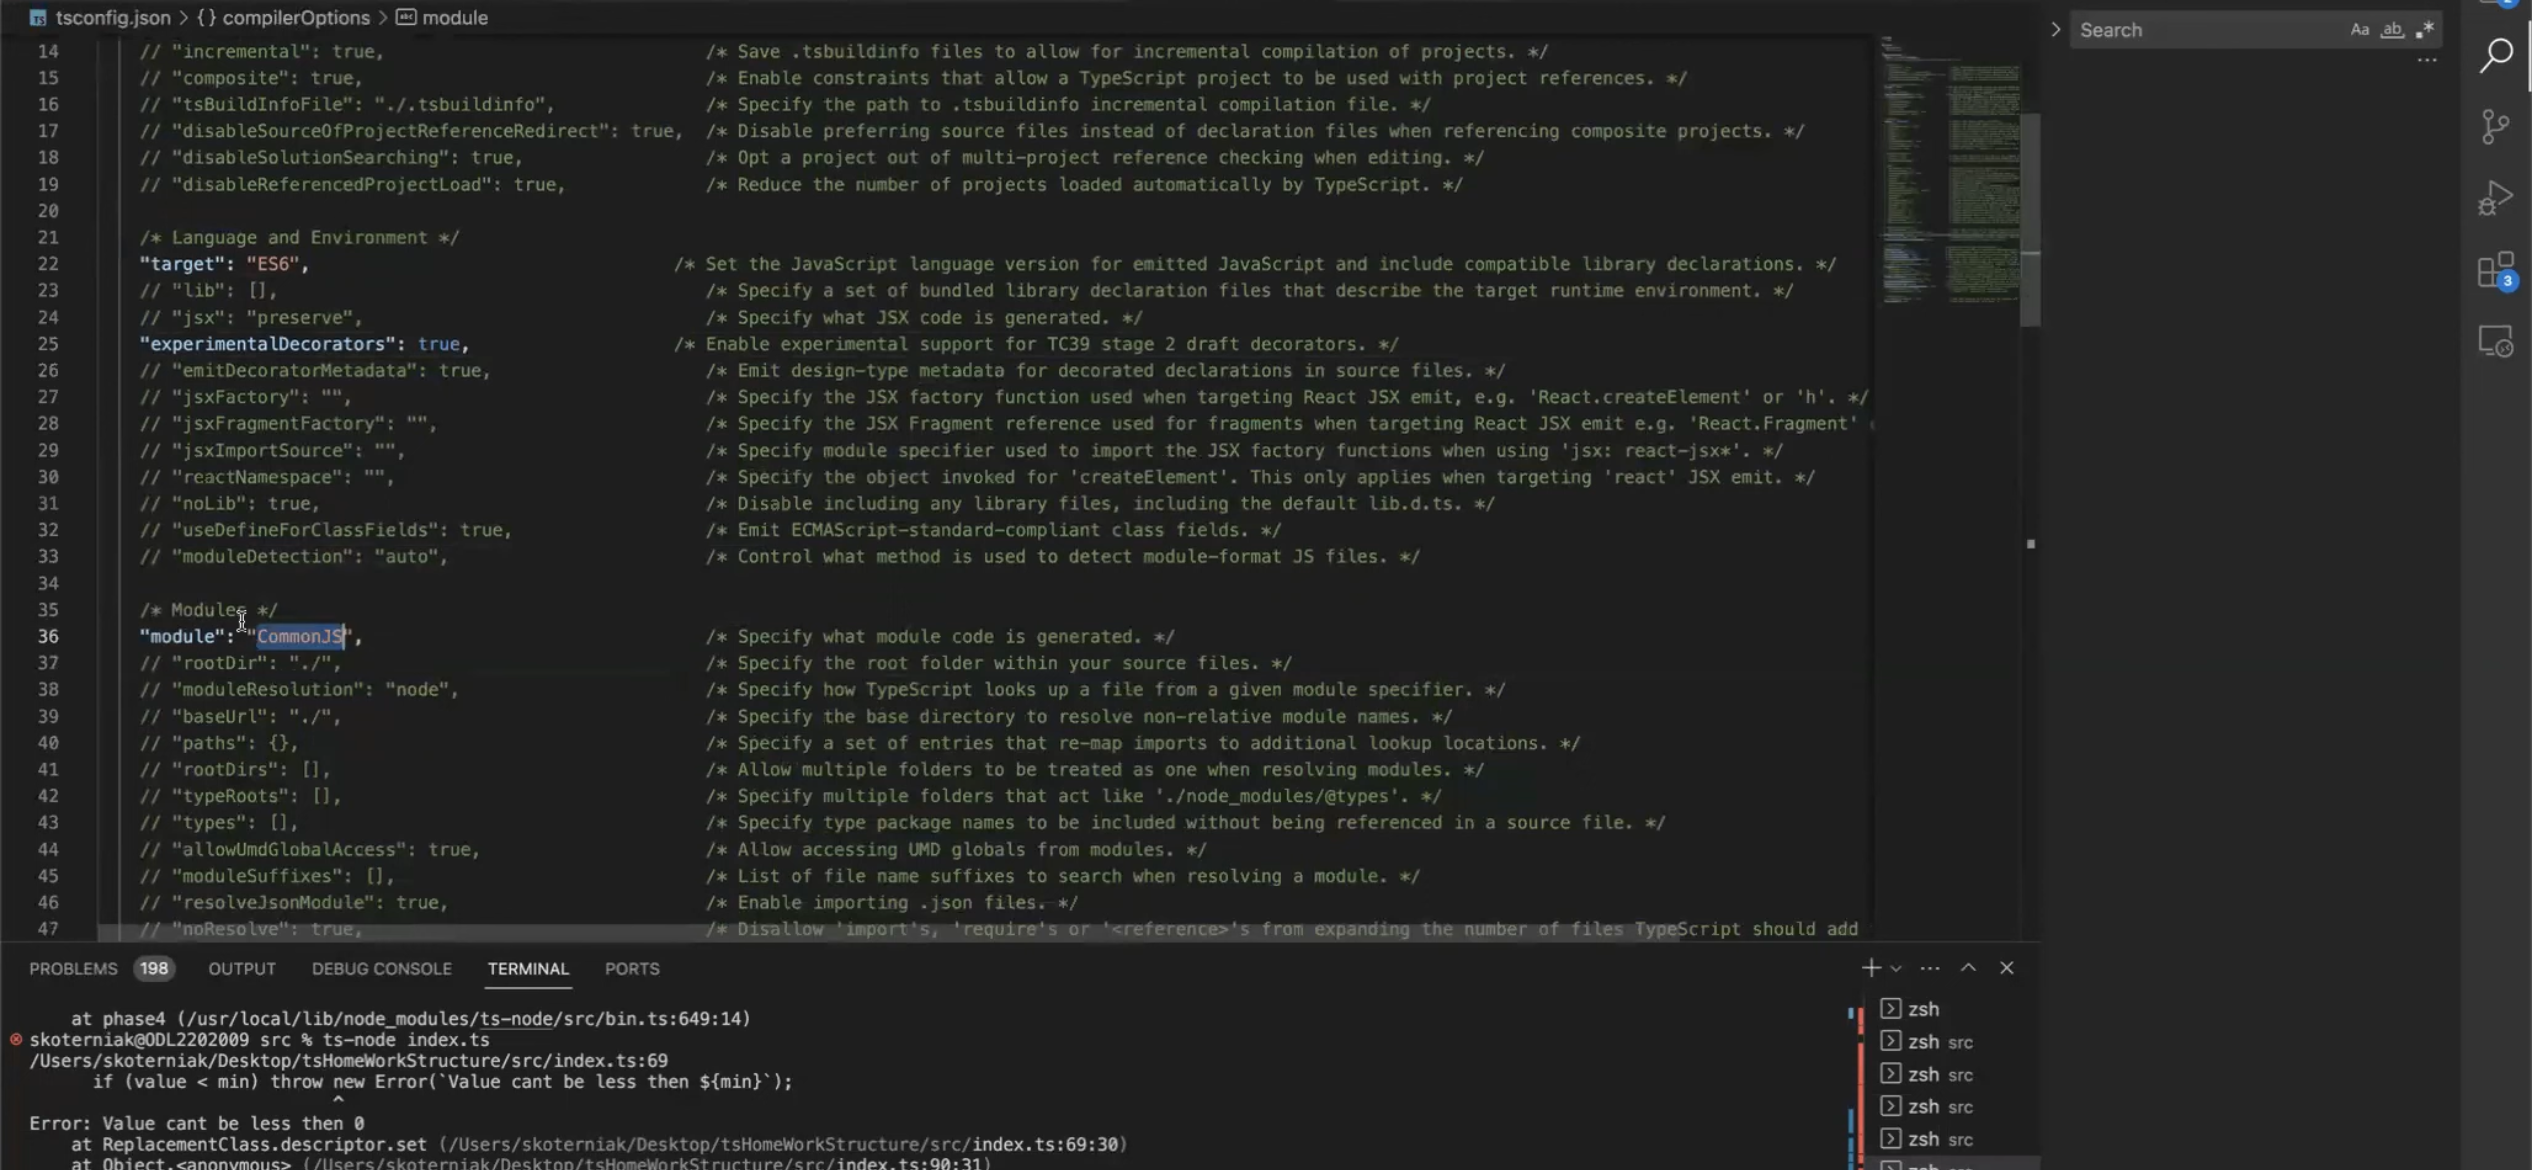 tsconfig.json > {} compilerOptions > module
14 // "incremental": true, /* Save .tsbuildinfo files to allow for incremental compilation of projects. */
15 // "composite": true, /* Enable constraints that allow a TypeScript project to be used with project references. */
16 // "tsBuildInfoFile": "./.tsbuildinfo", /* Specify the path to .tsbuildinfo incremental compilation file. */
17 // "disableSourceOfProjectReferenceRedirect": true, /* Disable preferring source files instead of declaration files when referencing composite projects. */
18 // "disableSolutionSearching": true, /* Opt a project out of multi-project reference checking when editing. */
19 // "disableReferencedProjectLoad": true, /* Reduce the number of projects loaded automatically by TypeScript. */
20
21 /* Language and Environment */
22 "target": "ES6", /* Set the JavaScript language version for emitted JavaScript and include compatible library declarations. */
23 // "lib": [], /* Specify a set of bundled library declaration files that describe the target runtime environment. */
24 // "jsx": "preserve", /* Specify what JSX code is generated. */
25 "experimentalDecorators": true, /* Enable experimental support for TC39 stage 2 draft decorators. */
26 // "emitDecoratorMetadata": true, /* Emit design-type metadata for decorated declarations in source files. */
27 // "jsxFactory": "", /* Specify the JSX factory function used when targeting React JSX emit, e.g. 'React.createElement' or 'h'. */
28 // "jsxFragmentFactory": "", /* Specify the JSX Fragment reference used for fragments when targeting React JSX emit e.g. 'React.Fragment'
29 // "jsxImportSource": "", /* Specify module specifier used to import the JSX factory functions when using 'jsx: react-jsx*'. */
30 // "reactNamespace": "", /* Specify the object invoked for 'createElement'. This only applies when targeting 'react' JSX emit. */
31 // "noLib": true, /* Disable including any library files, including the default lib.d.ts. */
32 // "useDefineForClassFields": true, /* Emit ECMAScript-standard-compliant class fields. */
33 // "moduleDetection": "auto", /* Control what method is used to detect module-format JS files. */
34
35 /* Modules */
36 "module": "CommonJS", /* Specify what module code is generated. */
37 // "rootDir": "./", /* Specify the root folder within your source files. */
38 // "moduleResolution": "node", /* Specify how TypeScript looks up a file from a given module specifier. */
39 // "baseUrl": "./", /* Specify the base directory to resolve non-relative module names. */
40 // "paths": {}, /* Specify a set of entries that re-map imports to additional lookup locations. */
41 // "rootDirs": [], /* Allow multiple folders to be treated as one when resolving modules. */
42 // "typeRoots": [], /* Specify multiple folders that act like './node_modules/@types'. */
43 // "types": [], /* Specify type package names to be included without being referenced in a source file. */
44 // "allowUmdGlobalAccess": true, /* Allow accessing UMD globals from modules. */
45 // "moduleSuffixes": [], /* List of file name suffixes to search when resolving a module. */
46 // "resolveJsonModule": true, /* Enable importing .json files. */
47 // "noResolve": true, /* Disallow 'import's, 'require's or '<reference>'s from expanding the number of files TypeScript should add
Search Aa ab .*
3
PROBLEMS 198 OUTPUT DEBUG CONSOLE TERMINAL PORTS
at phase4 (/usr/local/lib/node_modules/ts-node/src/bin.ts:649:14)
skoterniak@ODL2202009 src % ts-node index.ts
/Users/skoterniak/Desktop/tsHomeWorkStructure/src/index.ts:69
if (value < min) throw new Error(`Value cant be less then ${min}`);
^
Error: Value cant be less then 0
at ReplacementClass.descriptor.set (/Users/skoterniak/Desktop/tsHomeWorkStructure/src/index.ts:69:30)
at Object.<anonymous> (/Users/skoterniak/Desktop/tsHomeWorkStructure/src/index.ts:90:31)
zsh
zsh src
zsh src
zsh src
zsh src